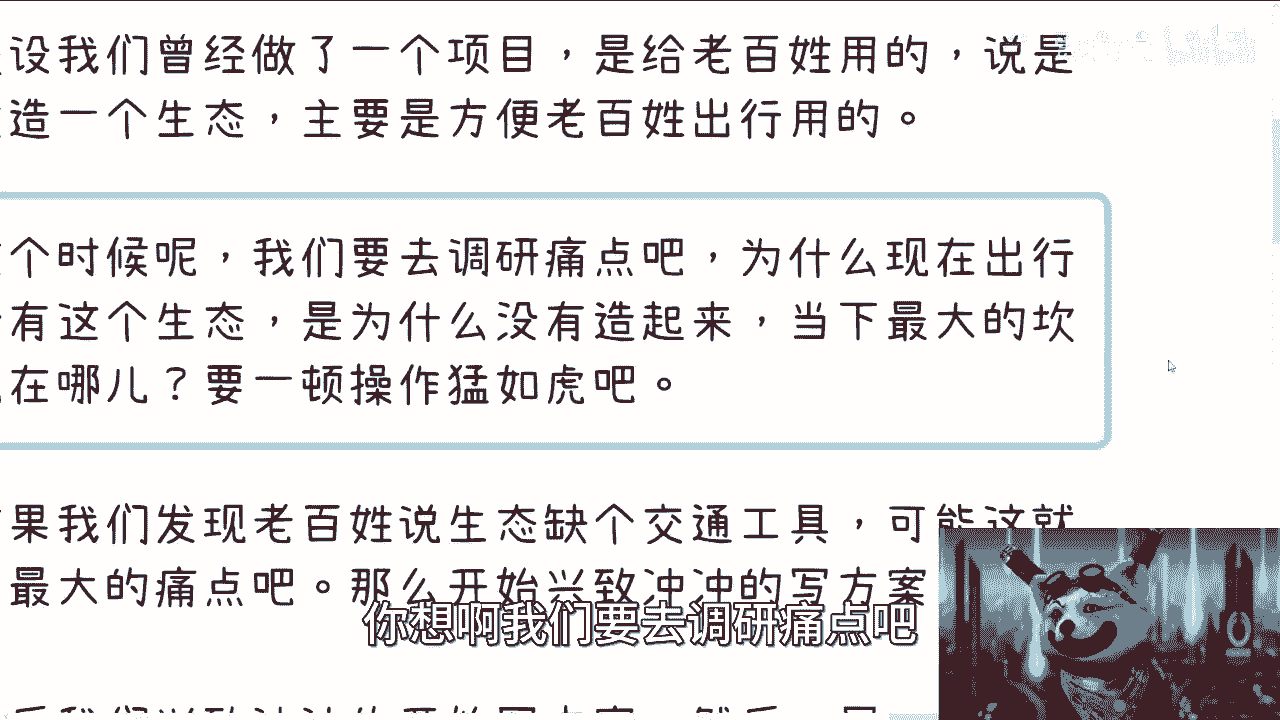 设我们曾经做了一个项目，是给老百姓用的，说是
造一个生态，主要是方便老百姓出行用的。
个时候呢，我们要去调研痛点吧，为什么现在出行
有这个生态，是为什么没有造起来，当下最大的坎
在哪儿？要一顿操作猛如虎吧。
果我们发现老百姓说生态缺个交通工具，可能这就
最大的痛点吧。那么开始兴致冲冲的写方案
你想啊我们要去调研痛点吧